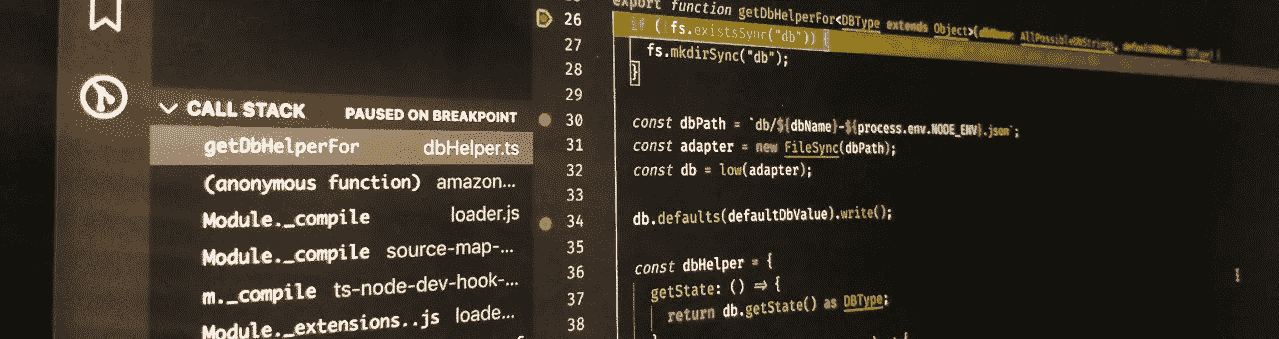 CALL STACK PAUSED ON BREAKPOINT
getDbHelperFor dbHelper.ts
(anonymous function) amazon...
Module._compile loader.js
Module._compile source-map-...
m._compile ts-node-dev-hook-...
Module._extensions..js loade...
export function getDbHelperFor<DBType extends Object>(dbName: AllPossibleDbStrings,
26 if (!fs.existsSync("db")) {
27 fs.mkdirSync("db");
28 }
29
30 const dbPath = `db/${dbName}-${process.env.NODE_ENV}.json`;
31 const adapter = new FileSync(dbPath);
32 const db = low(adapter);
33
34 db.defaults(defaultDbValue).write();
35
36 const dbHelper = {
37 getState: () => {
38 return db.getState() as DBType;